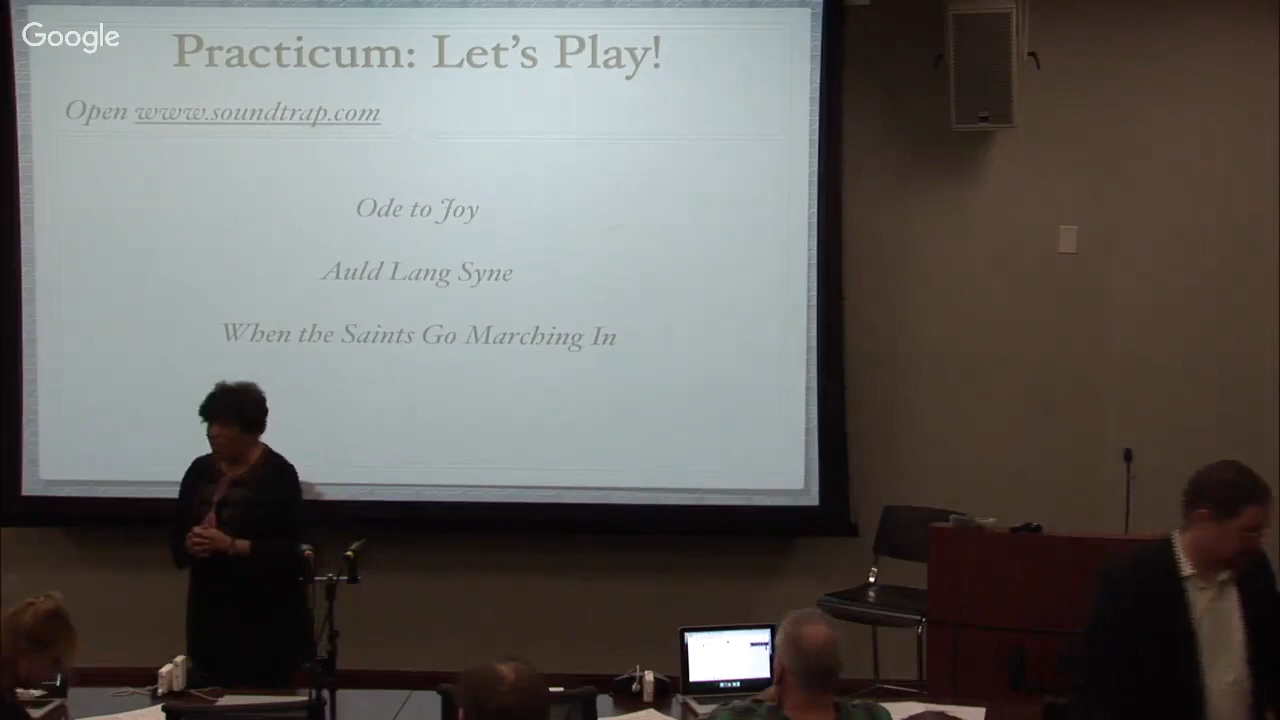 Google
Practicum: Let's Play!
Open www.soundtrap.com
Ode to Joy
Auld Lang Syne
When the Saints Go Marching In